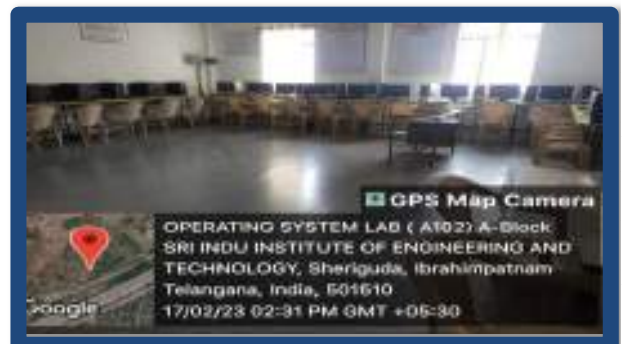 GPS Map Camera
OPERATING SYSTEM LAB ( A102) A-Block
SRI INDU INSTITUTE OF ENGINEERING AND
TECHNOLOGY, Sheriguda, Ibrahimpatnam
Telangana, India, 501510
17/02/23 02:31 PM GMT +05:30
Google